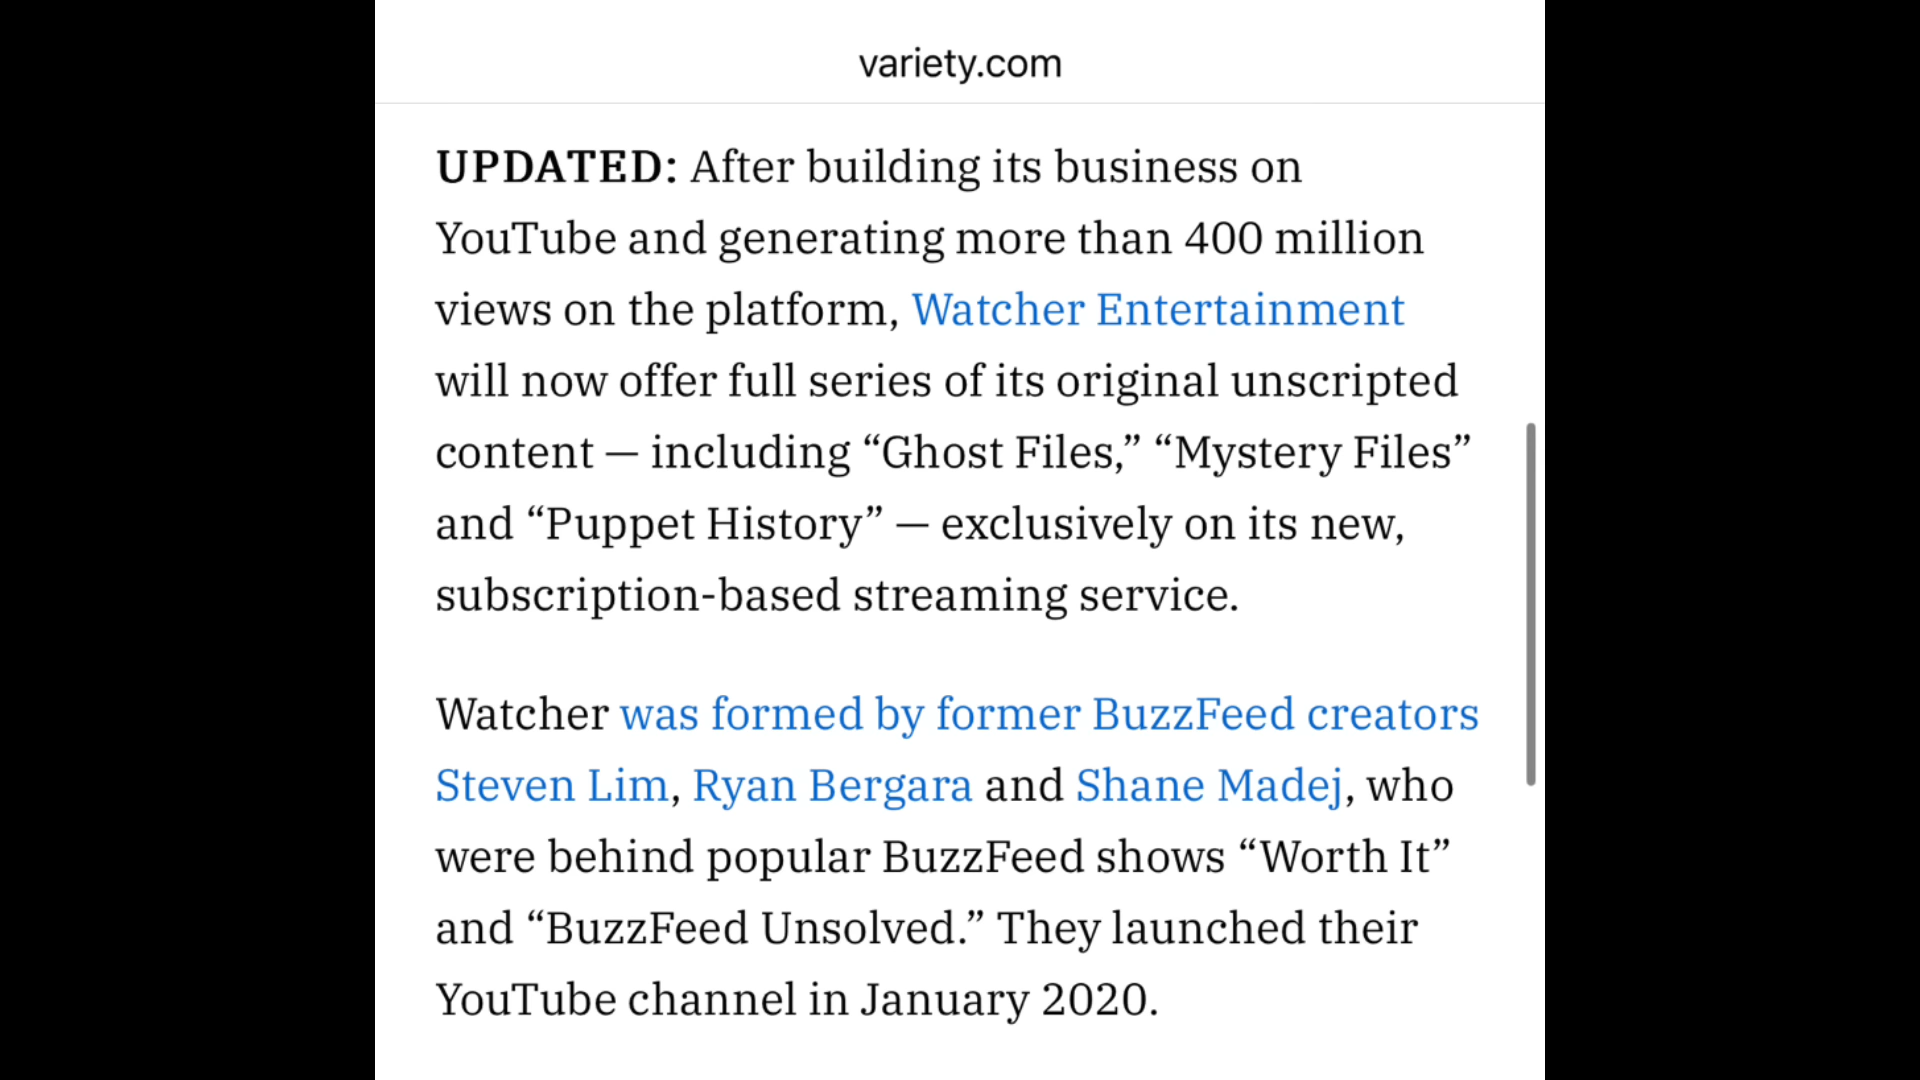 variety.com
UPDATED: After building its business on
YouTube and generating more than 400 million
views on the platform, Watcher Entertainment
will now offer full series of its original unscripted
content — including “Ghost Files,” “Mystery Files”
and “Puppet History” — exclusively on its new,
subscription-based streaming service.
Watcher was formed by former BuzzFeed creators
Steven Lim, Ryan Bergara and Shane Madej, who
were behind popular BuzzFeed shows “Worth It”
and “BuzzFeed Unsolved.” They launched their
YouTube channel in January 2020.